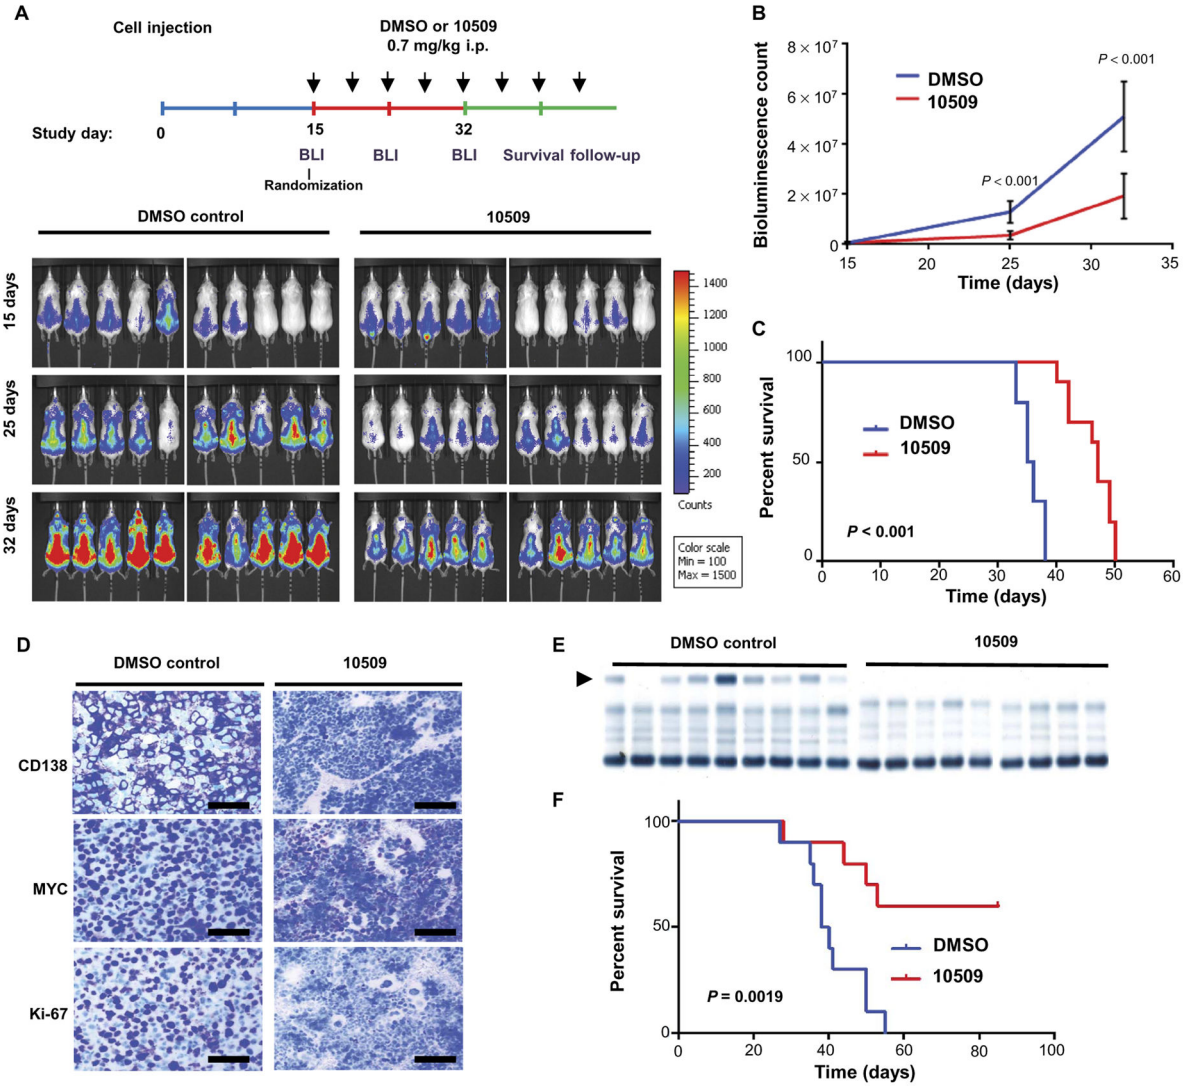 A
Cell injection
DMSO or 10509
0.7 mg/kg i.p.
Study day:
0
15
32
BLI
BLI
BLI
Survival follow-up
Randomization
DMSO control
10509
15 days
25 days
32 days
1400
1200
1000
800
600
400
200
Counts
Color scale
Min = 100
Max = 1500
B
Bioluminescence count
8 × 10⁷
6 × 10⁷
4 × 10⁷
2 × 10⁷
0
DMSO
10509
P < 0.001
P < 0.001
15
20
25
30
35
Time (days)
C
Percent survival
100
50
0
DMSO
10509
P < 0.001
0
10
20
30
40
50
60
Time (days)
D
DMSO control
10509
CD138
MYC
Ki-67
E
DMSO control
10509
F
Percent survival
100
50
0
DMSO
10509
P = 0.0019
0
20
40
60
80
100
Time (days)